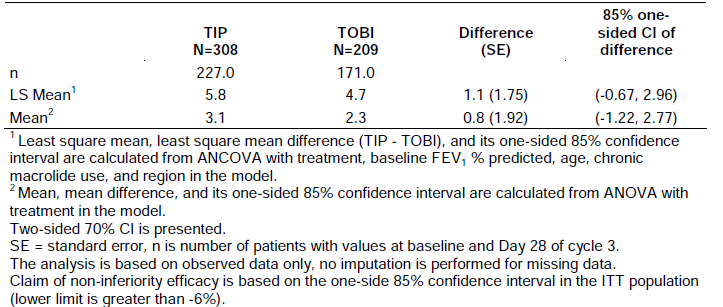 85% one-
TIP TOBI Difference sided CI of
N=308 N=209 (SE) difference
n 227.0 171.0
LS Mean1 5.8 4.7 1.1 (1.75) (-0.67, 2.96)
Mean2 3.1 2.3 0.8 (1.92) (-1.22, 2.77)
1 Least square mean, least square mean difference (TIP - TOBI), and its one-sided 85% confidence
interval are calculated from ANCOVA with treatment, baseline FEV1 % predicted, age, chronic
macrolide use, and region in the model.
2 Mean, mean difference, and its one-sided 85% confidence interval are calculated from ANOVA with
treatment in the model.
Two-sided 70% CI is presented.
SE = standard error, n is number of patients with values at baseline and Day 28 of cycle 3.
The analysis is based on observed data only, no imputation is performed for missing data.
Claim of non-inferiority efficacy is based on the one-side 85% confidence interval in the ITT population
(lower limit is greater than -6%).